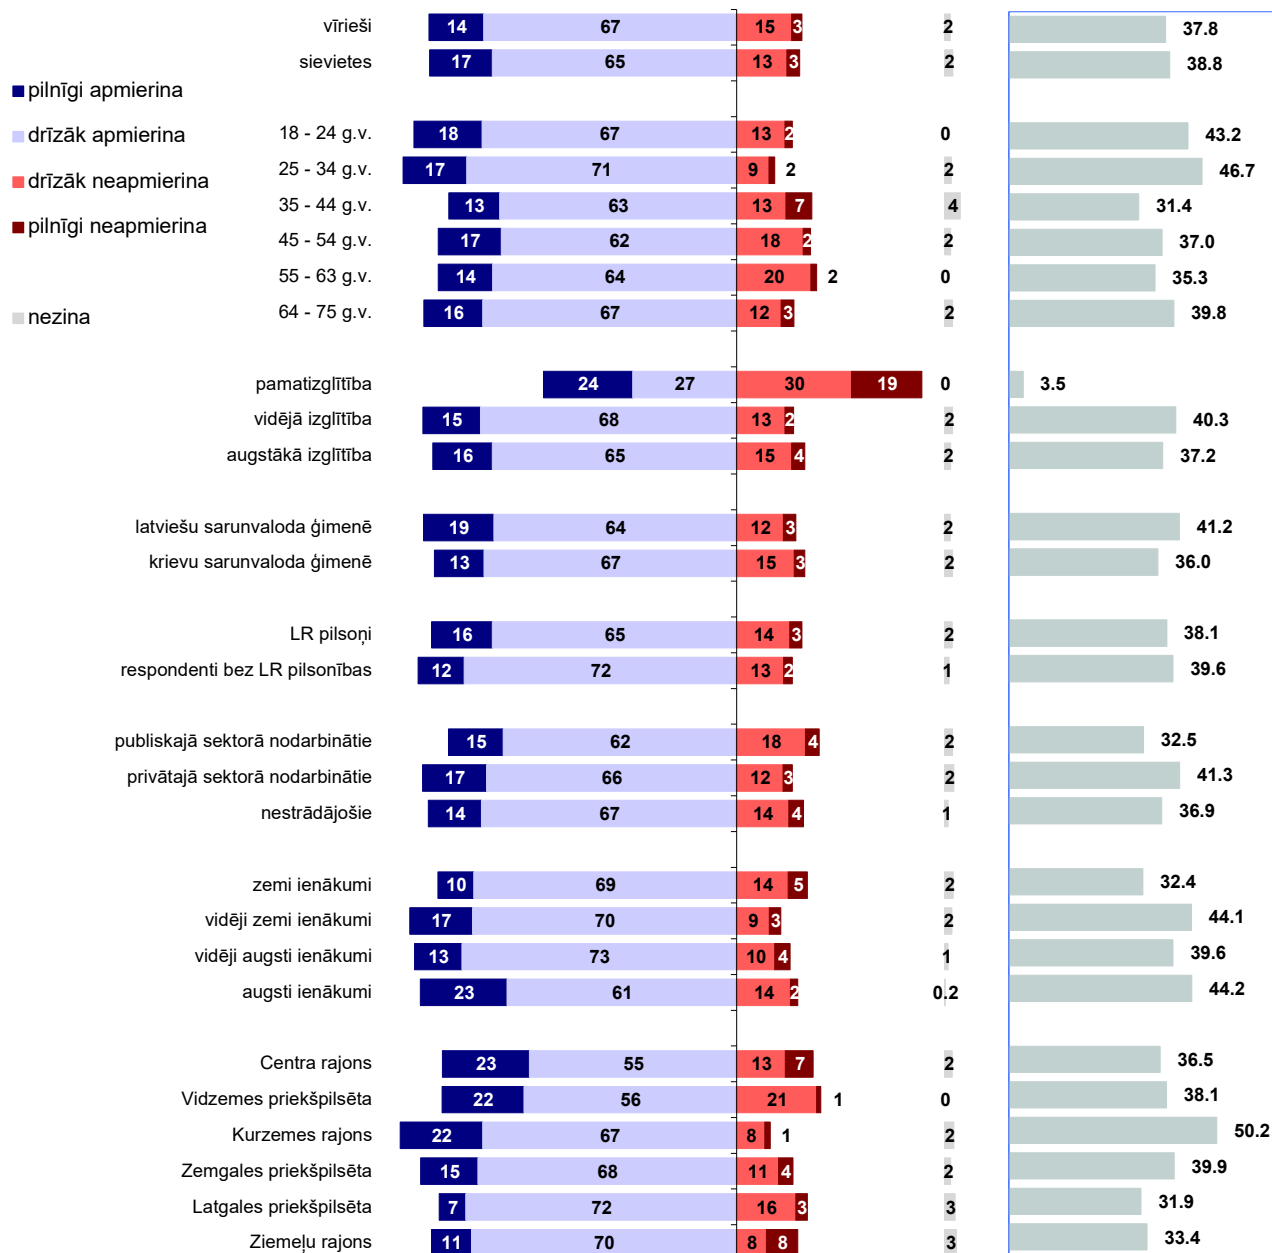 vīrieši 14 67 15 3 2 37.8
sievietes 17 65 13 3 2 38.8
pilnīgi apmierina
drīzāk apmierina
drīzāk neapmierina
pilnīgi neapmierina
nezina
18 - 24 g.v. 18 67 13 2 0 43.2
25 - 34 g.v. 17 71 9 2 2 46.7
35 - 44 g.v. 13 63 13 7 4 31.4
45 - 54 g.v. 17 62 18 2 2 37.0
55 - 63 g.v. 14 64 20 2 0 35.3
64 - 75 g.v. 16 67 12 3 2 39.8
pamatizglītība 24 27 30 19 0 3.5
vidējā izglītība 15 68 13 2 2 40.3
augstākā izglītība 16 65 15 4 2 37.2
latviešu sarunvaloda ģimenē 19 64 12 3 2 41.2
krievu sarunvaloda ģimenē 13 67 15 3 2 36.0
LR pilsoņi 16 65 14 3 2 38.1
respondenti bez LR pilsonības 12 72 13 2 1 39.6
publiskajā sektorā nodarbinātie 15 62 18 4 2 32.5
privātajā sektorā nodarbinātie 17 66 12 3 2 41.3
nestrādājošie 14 67 14 4 1 36.9
zemi ienākumi 10 69 14 5 2 32.4
vidēji zemi ienākumi 17 70 9 3 2 44.1
vidēji augsti ienākumi 13 73 10 4 1 39.6
augsti ienākumi 23 61 14 2 0.2 44.2
Centra rajons 23 55 13 7 2 36.5
Vidzemes priekšpilsēta 22 56 21 1 0 38.1
Kurzemes rajons 22 67 8 1 2 50.2
Zemgales priekšpilsēta 15 68 11 4 2 39.9
Latgales priekšpilsēta 7 72 16 3 3 31.9
Ziemeļu rajons 11 70 8 8 3 33.4